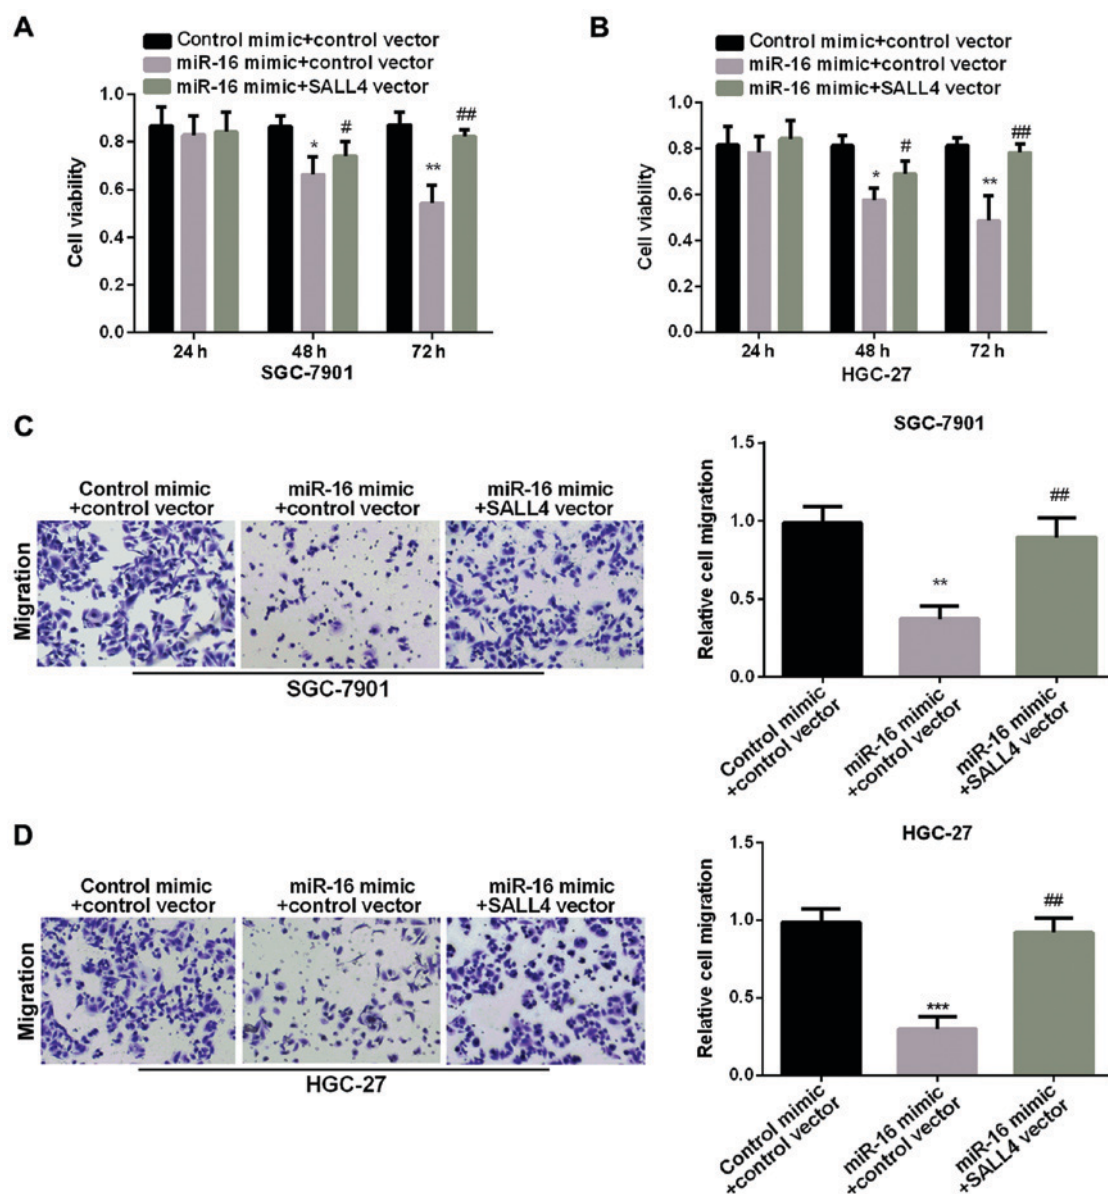 A
Control mimic+control vector
miR-16 mimic+control vector
miR-16 mimic+SALL4 vector
Cell viability
1.0
0.8
0.6
0.4
0.2
0.0
*
#
**
##
24 h
48 h
72 h
SGC-7901
B
Control mimic+control vector
miR-16 mimic+control vector
miR-16 mimic+SALL4 vector
Cell viability
1.0
0.8
0.6
0.4
0.2
0.0
*
#
**
##
24 h
48 h
72 h
HGC-27
C
Control mimic
+control vector
miR-16 mimic
+control vector
miR-16 mimic
+SALL4 vector
Migration
SGC-7901
SGC-7901
Relative cell migration
1.5
1.0
0.5
0.0
**
##
Control mimic
+control vector
miR-16 mimic
+control vector
miR-16 mimic
+SALL4 vector
D
Control mimic
+control vector
miR-16 mimic
+control vector
miR-16 mimic
+SALL4 vector
Migration
HGC-27
HGC-27
Relative cell migration
1.5
1.0
0.5
0.0
***
##
Control mimic
+control vector
miR-16 mimic
+control vector
miR-16 mimic
+SALL4 vector